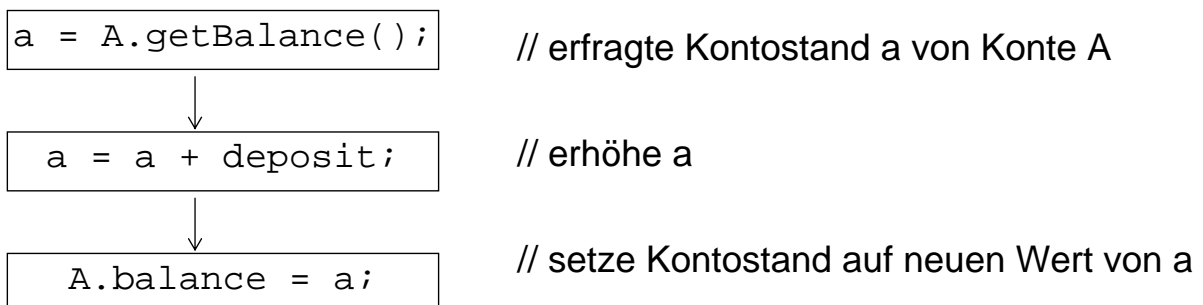 a = A.getBalance(); // erfragte Kontostand a von Konte A
a = a + deposit; // erhöhe a
A.balance = a; // setze Kontostand auf neuen Wert von a